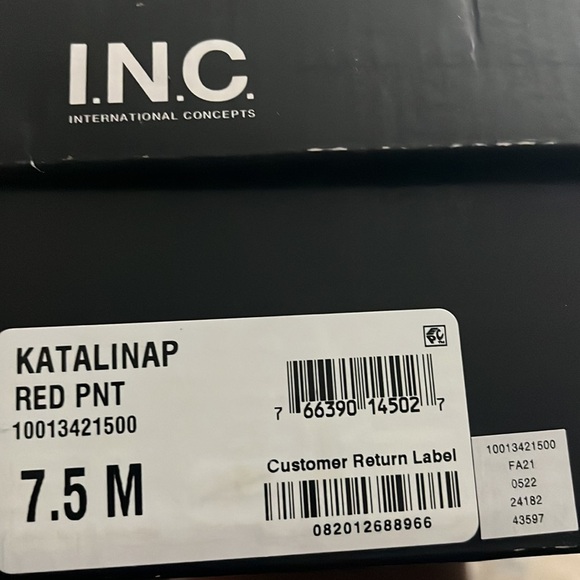 I.N.C.
INTERNATIONAL CONCEPTS
KATALINAP
RED PNT
10013421500
7.5 M
7 66390 14502 7
Customer Return Label
082012688966
10013421500
FA21
0522
24182
43597